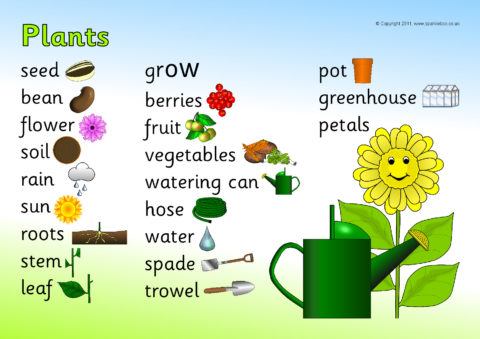 © Copyright 2011, www.sparklebox.co.uk
Plants
seed
bean
flower
soil
rain
sun
roots
stem
leaf
grow
berries
fruit
vegetables
watering can
hose
water
spade
trowel
pot
greenhouse
petals